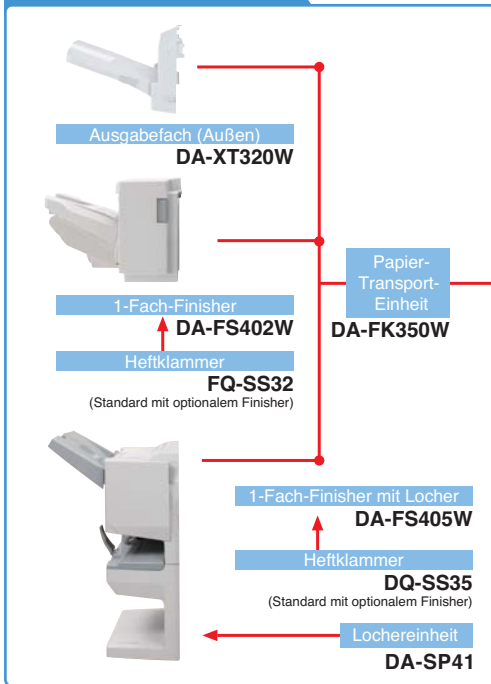 Ausgabefach (Außen)
DA-XT320W
1-Fach-Finisher
DA-FS402W
Heftklammer
FQ-SS32
(Standard mit optionalem Finisher)
Papier-
Transport-
Einheit
DA-FK350W
1-Fach-Finisher mit Locher
DA-FS405W
Heftklammer
DQ-SS35
(Standard mit optionalem Finisher)
Lochereinheit
DA-SP41